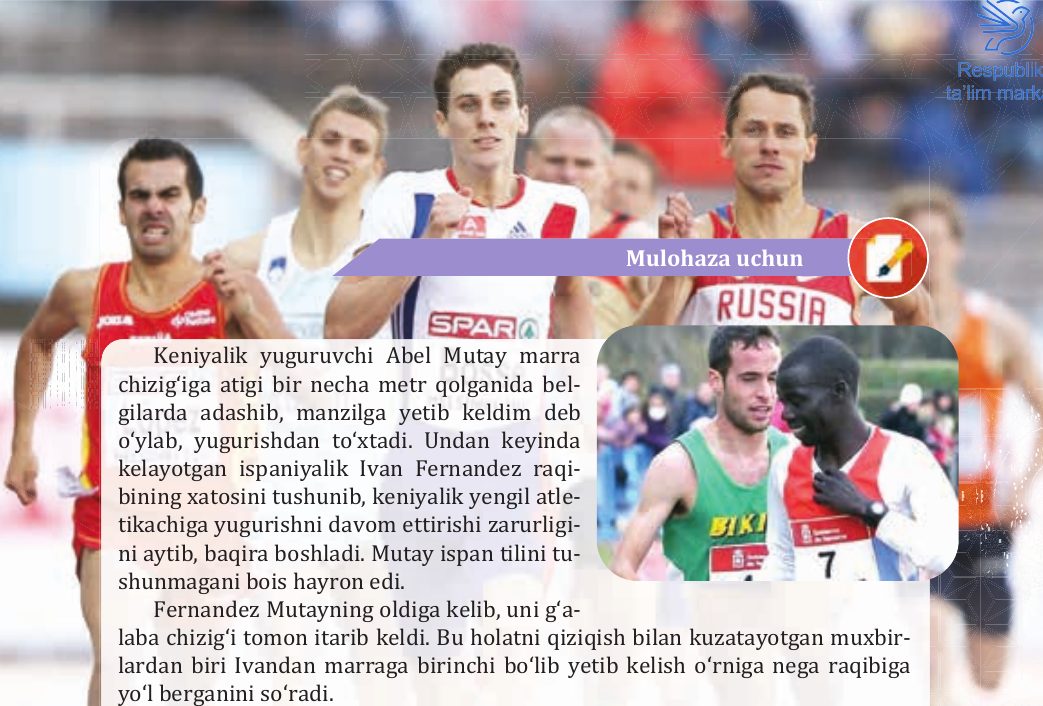 Respublik
ta'lim mark
Mulohaza uchun
RUSSIA
SPAR
JOMA
Keniyalik yuguruvchi Abel Mutay marra
chizig‘iga atigi bir necha metr qolganida bel-
gilarda adashib, manzilga yetib keldim deb
o‘ylab, yugurishdan to‘xtadi. Undan keyinda
kelayotgan ispaniyalik Ivan Fernandez raqi-
bining xatosini tushunib, keniyalik yengil atle-
tikachiga yugurishni davom ettirishi zarurligi-
ni aytib, baqira boshladi. Mutay ispan tilini tu-
shunmagani bois hayron edi.
BIKI
7
Fernandez Mutayning oldiga kelib, uni g‘a-
laba chizig‘i tomon itarib keldi. Bu holatni qiziqish bilan kuzatayotgan muxbir-
lardan biri Ivandan marraga birinchi bo‘lib yetib kelish o‘rniga nega raqibiga
yo‘l berganini so‘radi.